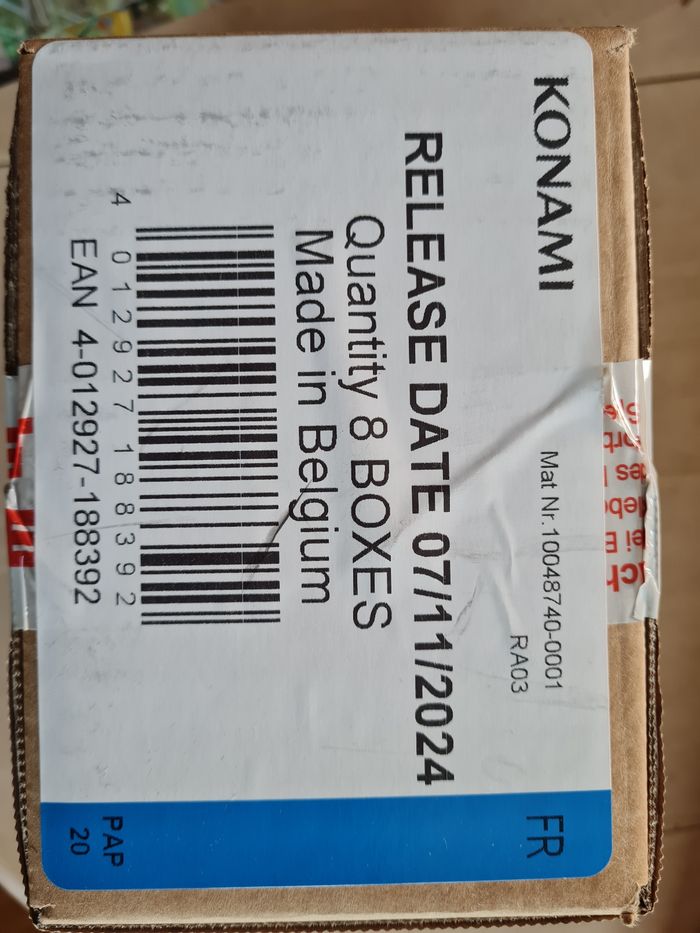 KONAMI
Mat Nr.10048740-0001
RA03
RELEASE DATE 07/11/2024
Quantity 8 BOXES
Made in Belgium
4 012927 188392
EAN 4-012927-188392
FR
PAP
20